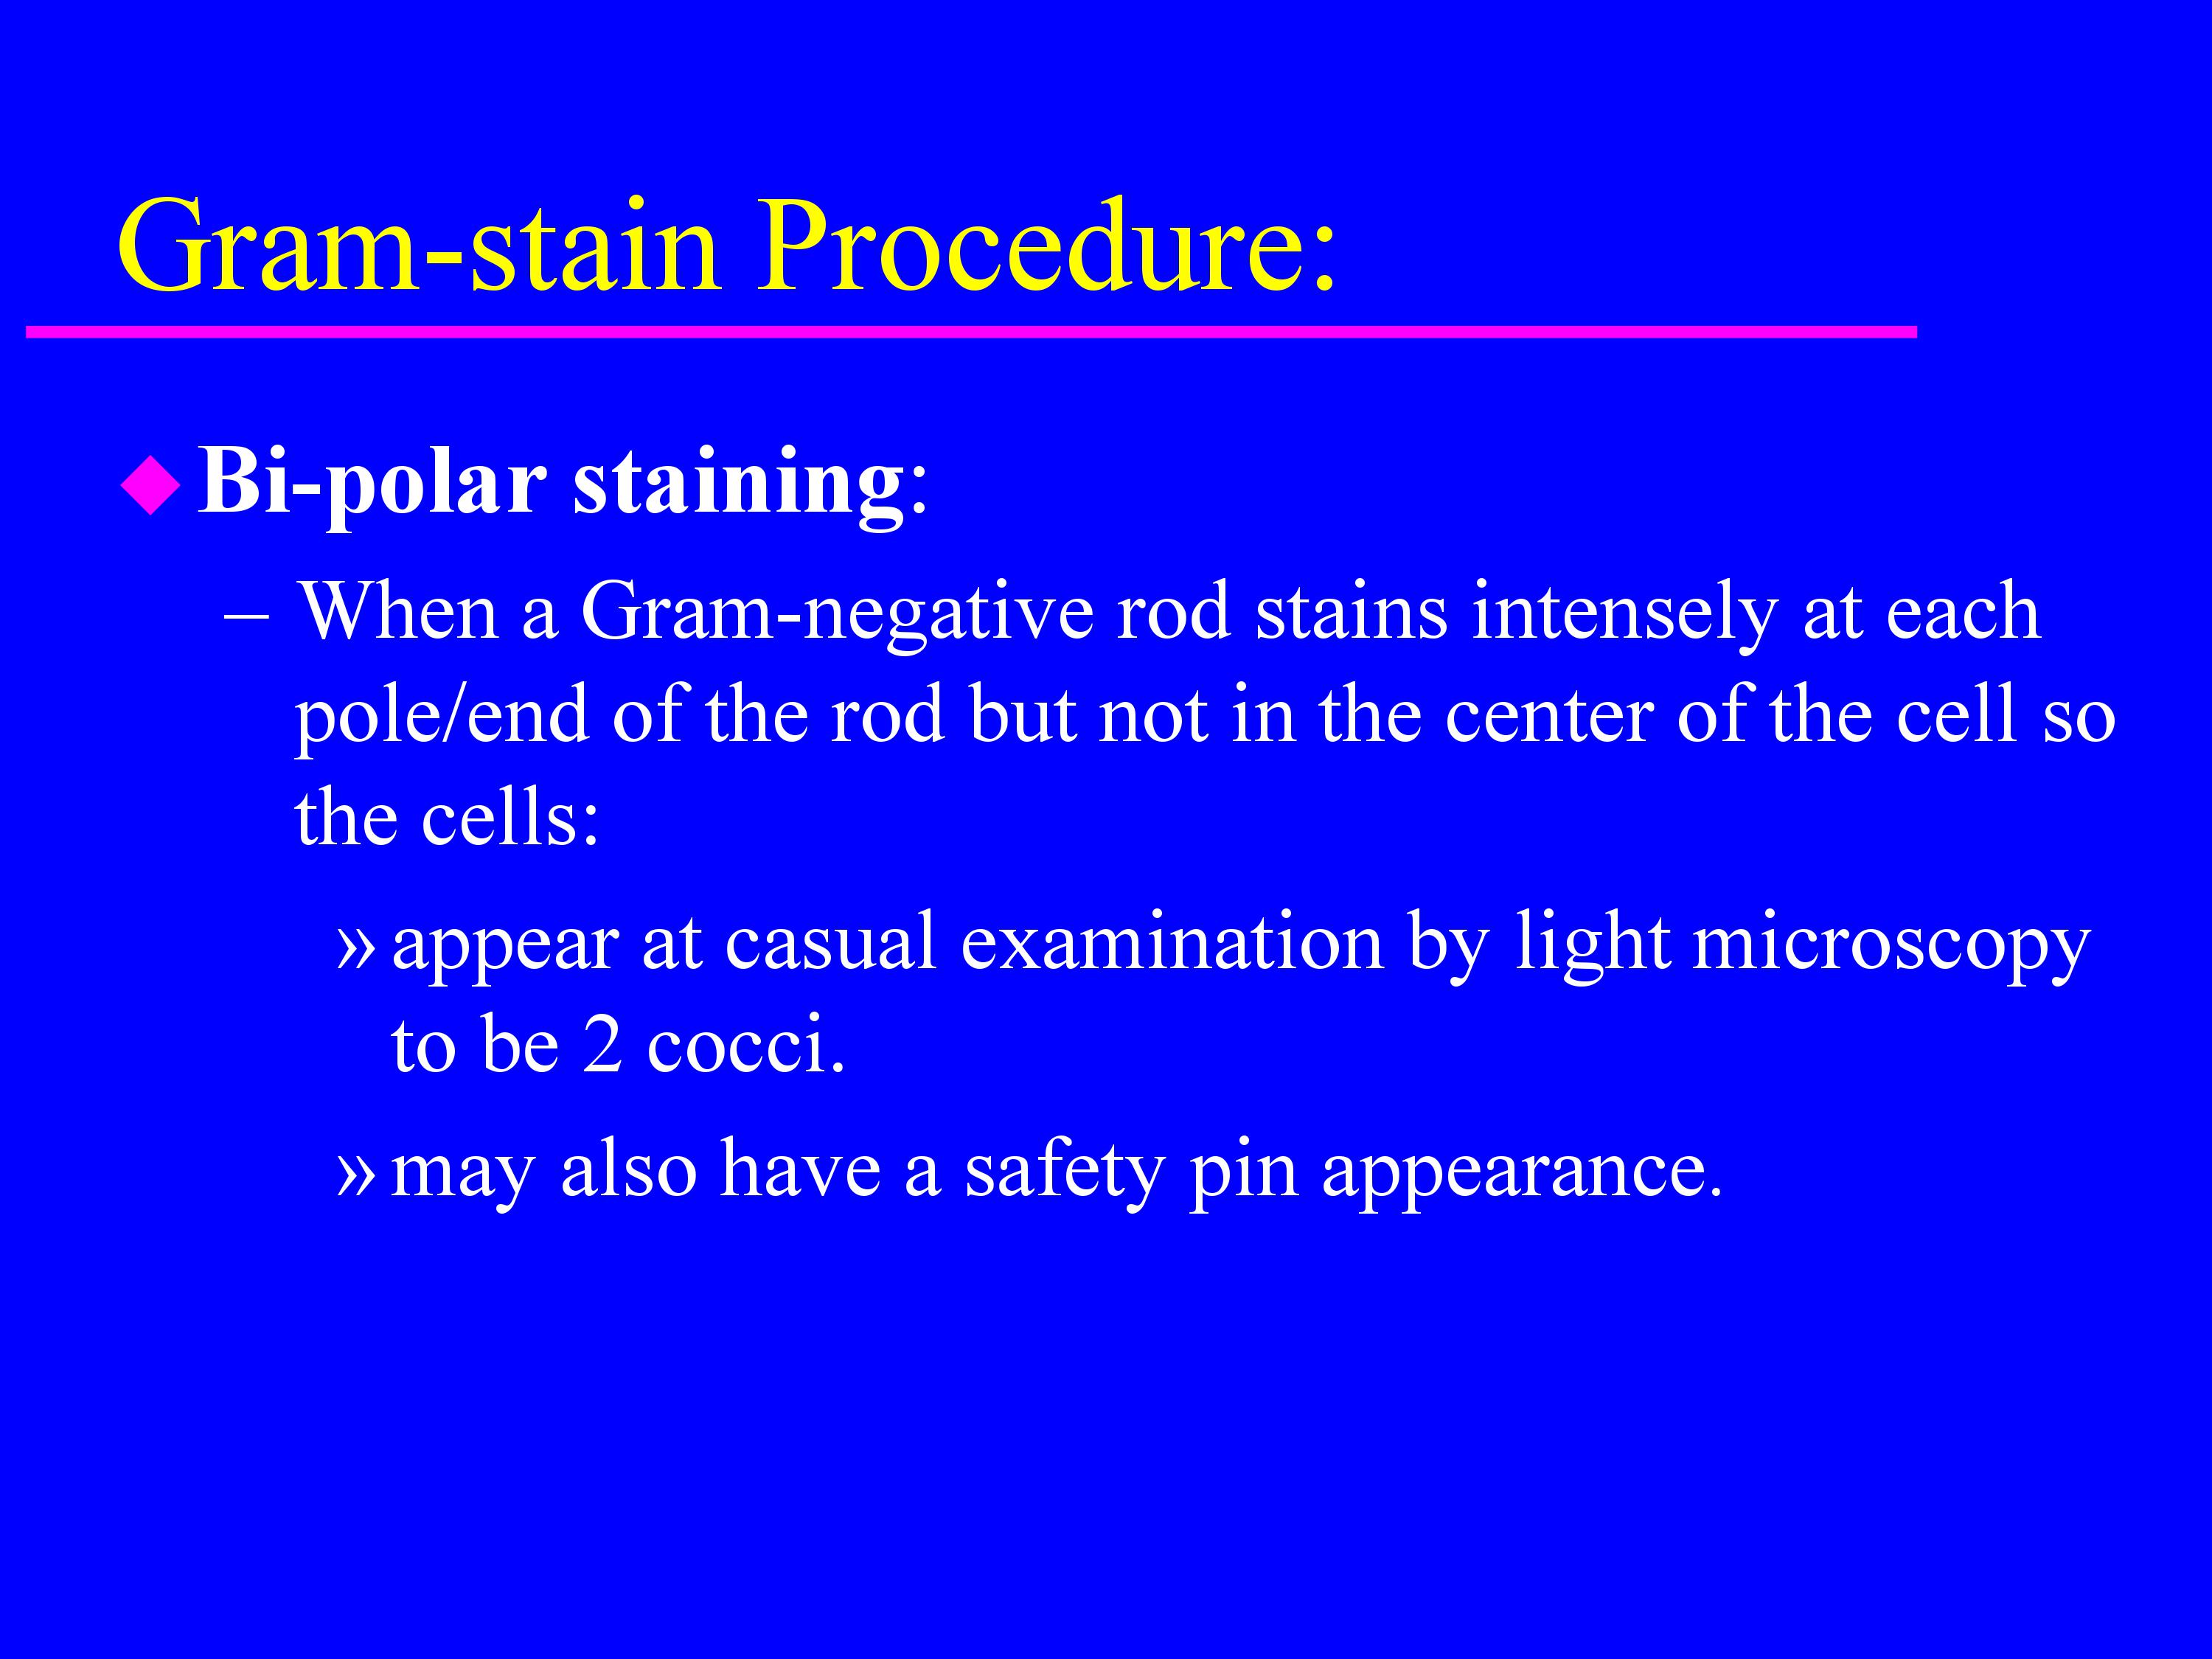 Gram-stain Procedure:
◆ Bi-polar staining:
– When a Gram-negative rod stains intensely at each
pole/end of the rod but not in the center of the cell so
the cells:
» appear at casual examination by light microscopy
to be 2 cocci.
» may also have a safety pin appearance.